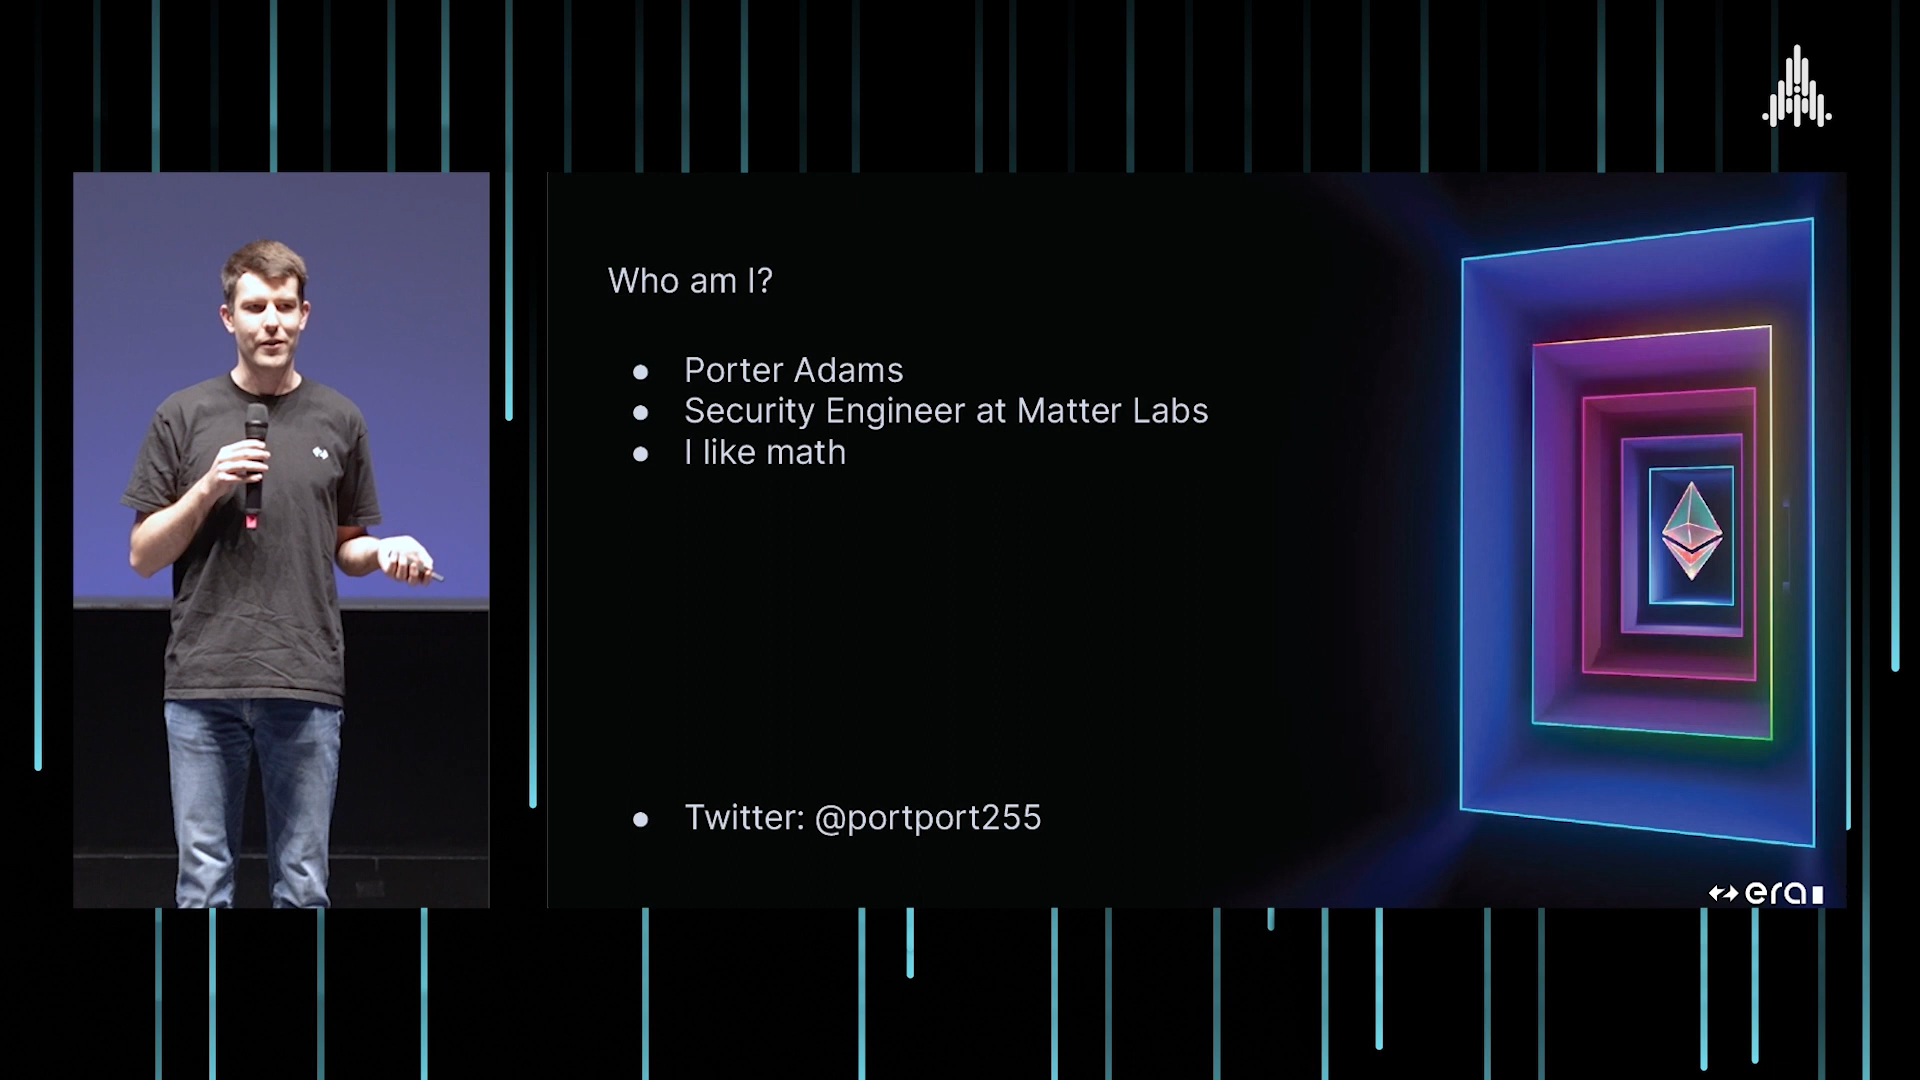 Who am I?
● Porter Adams
● Security Engineer at Matter Labs
● I like math
● Twitter: @portport255
era